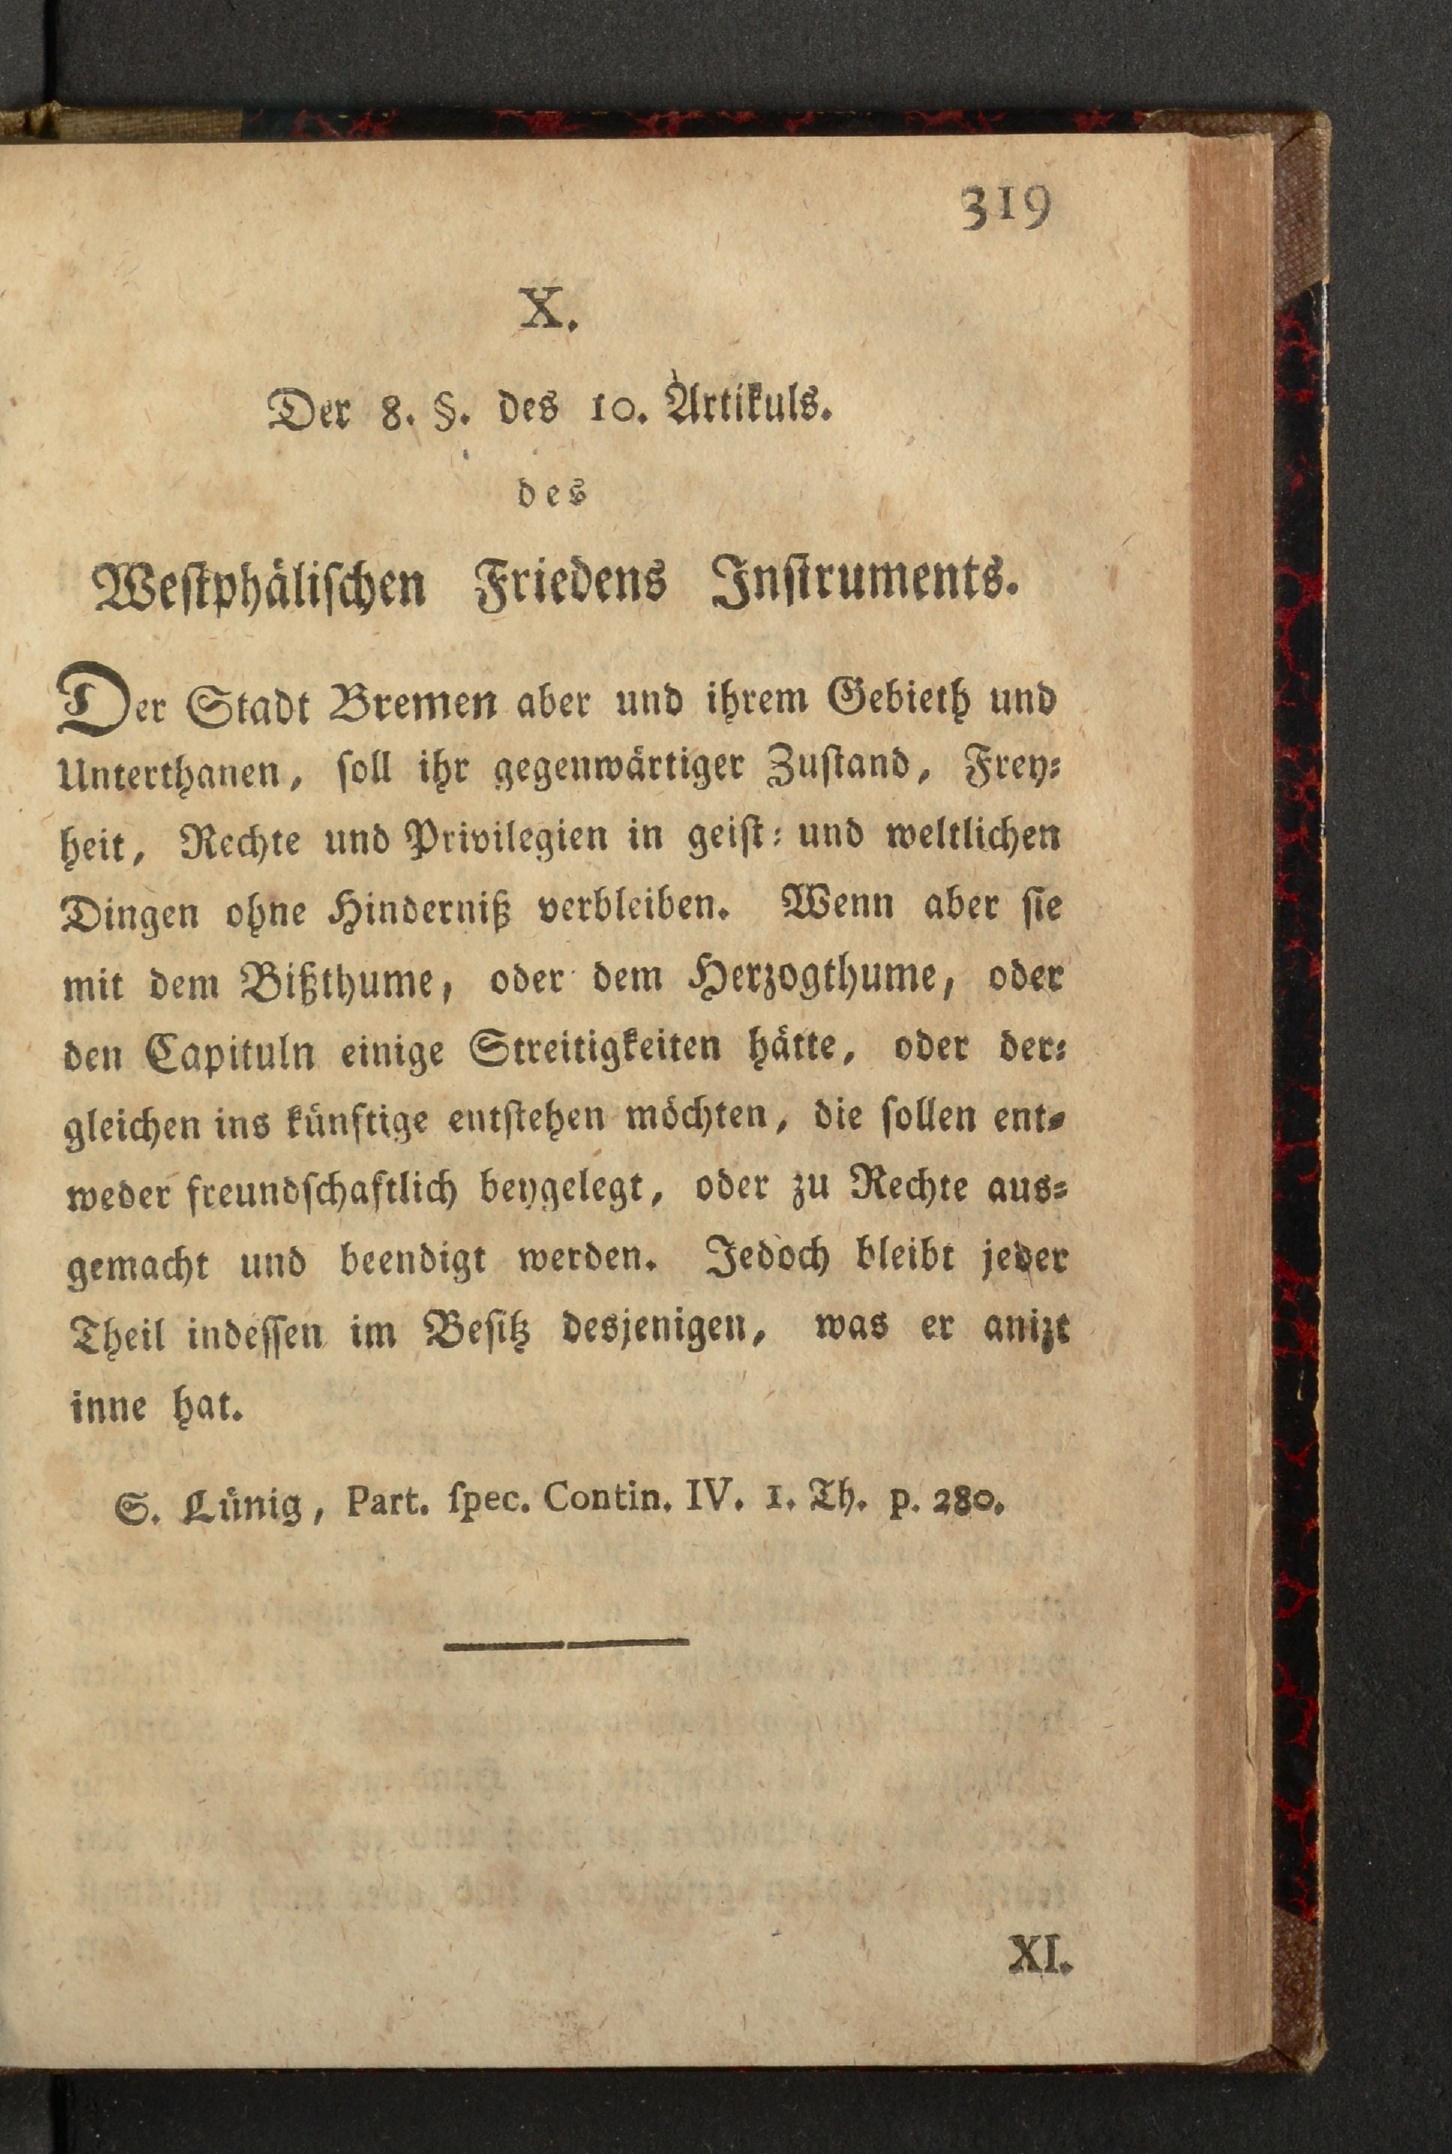 319
X.
Der 8. §. des 10. Artikuls.
des
Weſtphäliſchen Friedens Inſtruments.
Der Stadt Bremen aber und ihrem Gebieth und
Unterthanen, ſoll ihr gegenwärtiger Zuſtand, Frey⸗
heit, Rechte und Privilegien in geiſt⸗ und weltlichen
Dingen ohne Hinderniß verbleiben. Wenn aber ſie
mit dem Bißthume, oder dem Herzogthume, oder
den Capituln einige Streitigkeiten hätte, oder der⸗
gleichen ins künftige entſtehen möchten, die ſollen ent⸗
weder freundſchaftlich beygelegt, oder zu Rechte aus⸗
gemacht und beendigt werden. Jedoch bleibt jeder
Theil indeſſen im Beſitz desjenigen, was er anizt
inne hat.
S. Lünig, Part. ſpec. Contin. IV. 1. Th. p. 280.
XI.